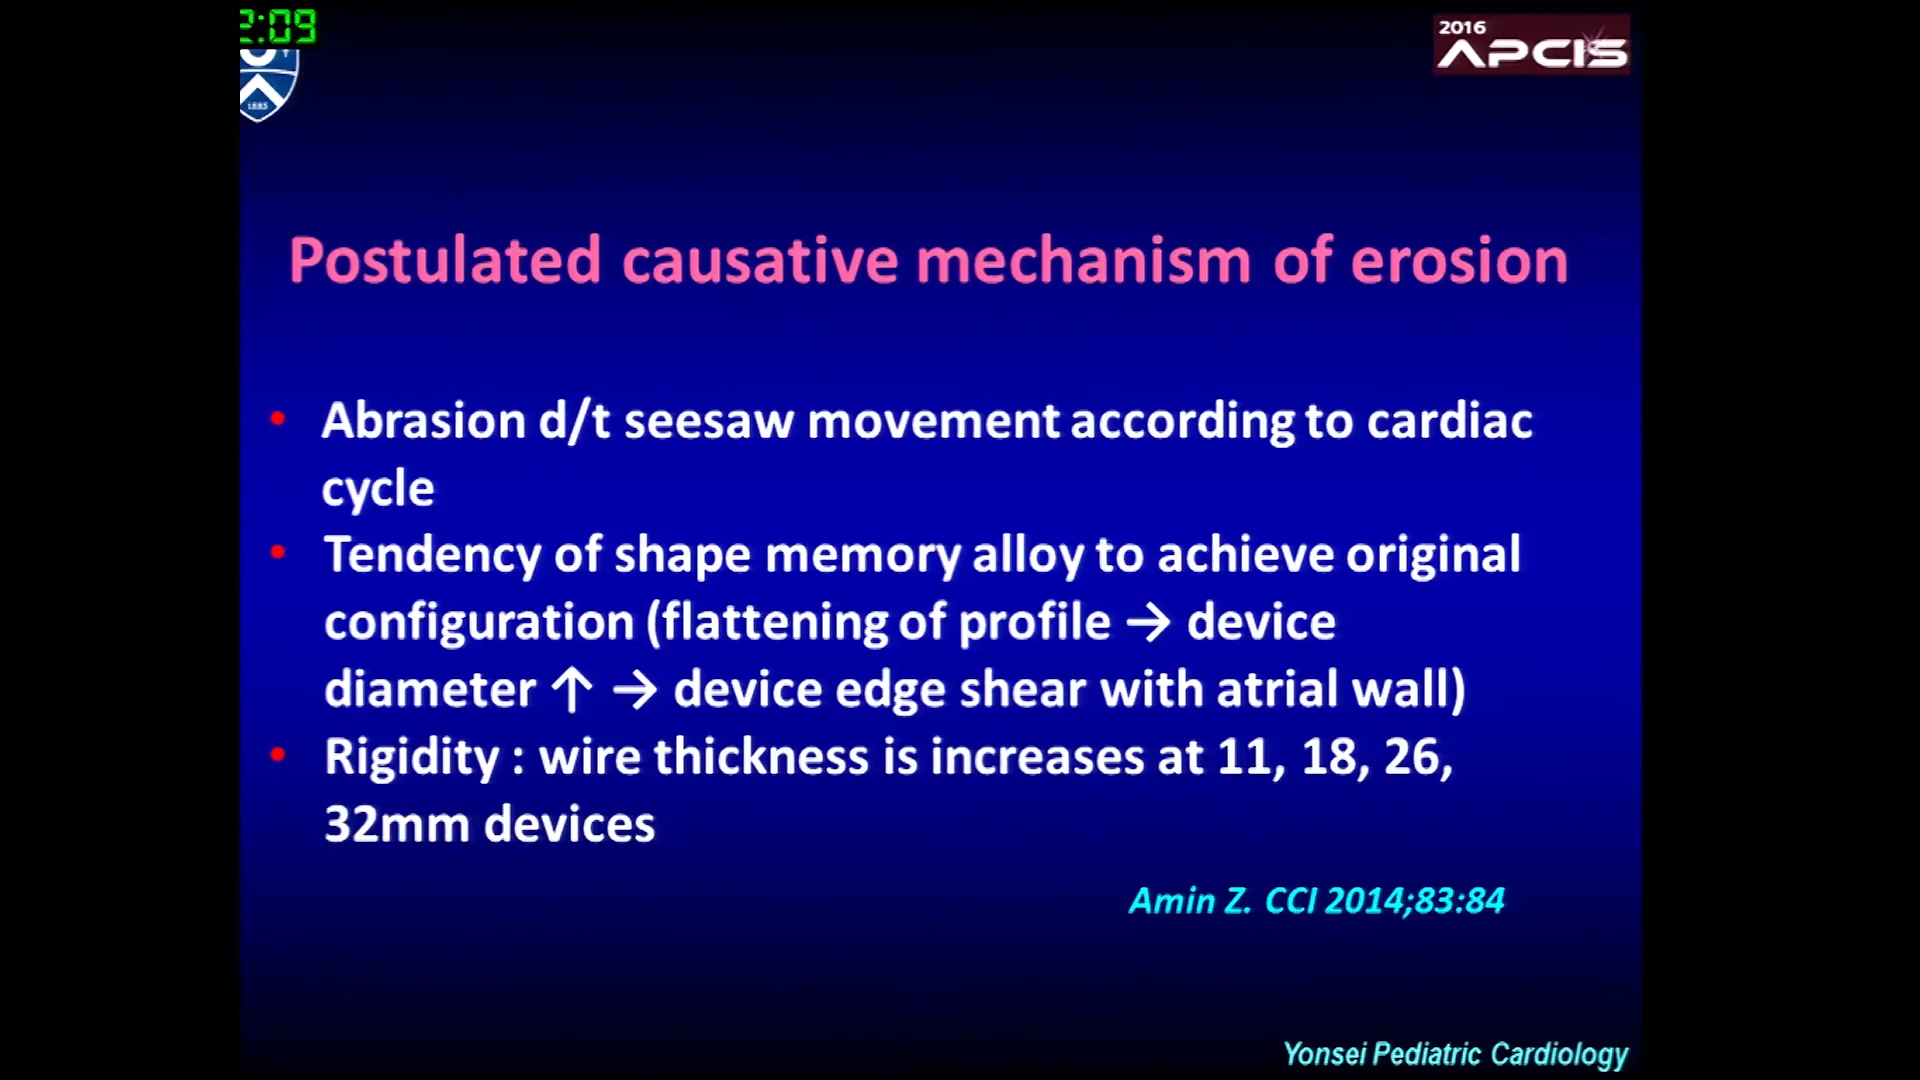 2:09
1885
2016
APCIS
Postulated causative mechanism of erosion
• Abrasion d/t seesaw movement according to cardiac
cycle
• Tendency of shape memory alloy to achieve original
configuration (flattening of profile → device
diameter ↑ → device edge shear with atrial wall)
• Rigidity : wire thickness is increases at 11, 18, 26,
32mm devices
Amin Z. CCI 2014;83:84
Yonsei Pediatric Cardiology